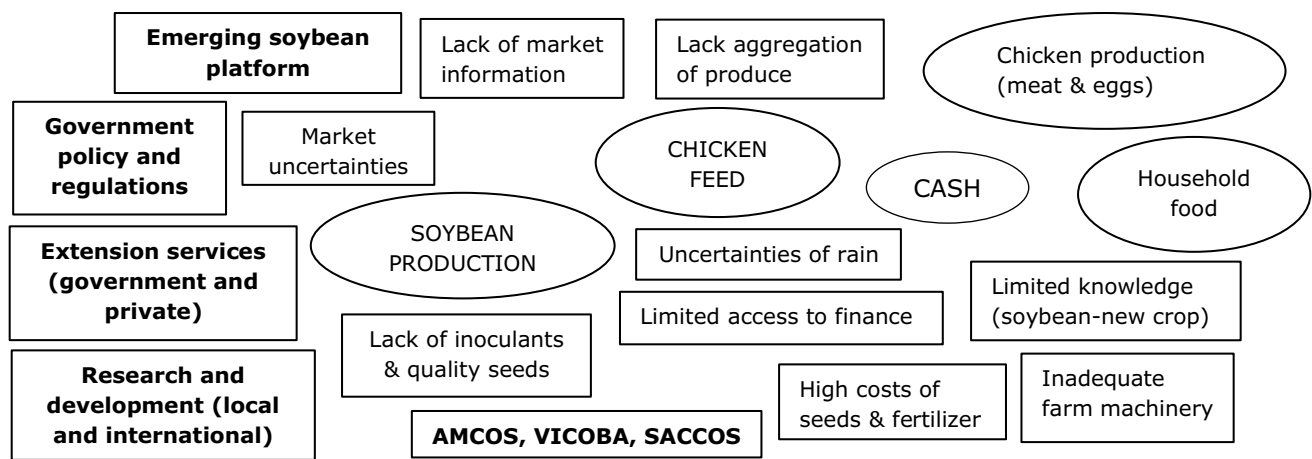 Emerging soybean
platform
Lack of market
information
Lack aggregation
of produce
Chicken production
(meat & eggs)
Government
policy and
regulations
Market
uncertainties
CHICKEN
FEED
CASH
Household
food
SOYBEAN
PRODUCTION
Extension services
(government and
private)
Uncertainties of rain
Limited knowledge
(soybean-new crop)
Limited access to finance
Lack of inoculants
& quality seeds
Research and
development (local
and international)
High costs of
seeds & fertilizer
Inadequate
farm machinery
AMCOS, VICOBA, SACCOS